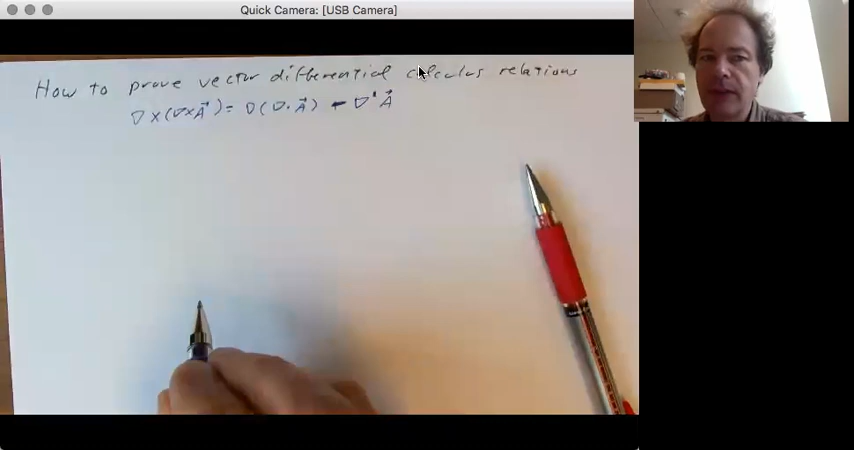 Quick Camera: [USB Camera]
How to prove vector differential calculus relations
∇×(∇×A⃗)= ∇(∇·A⃗) - ∇²A⃗